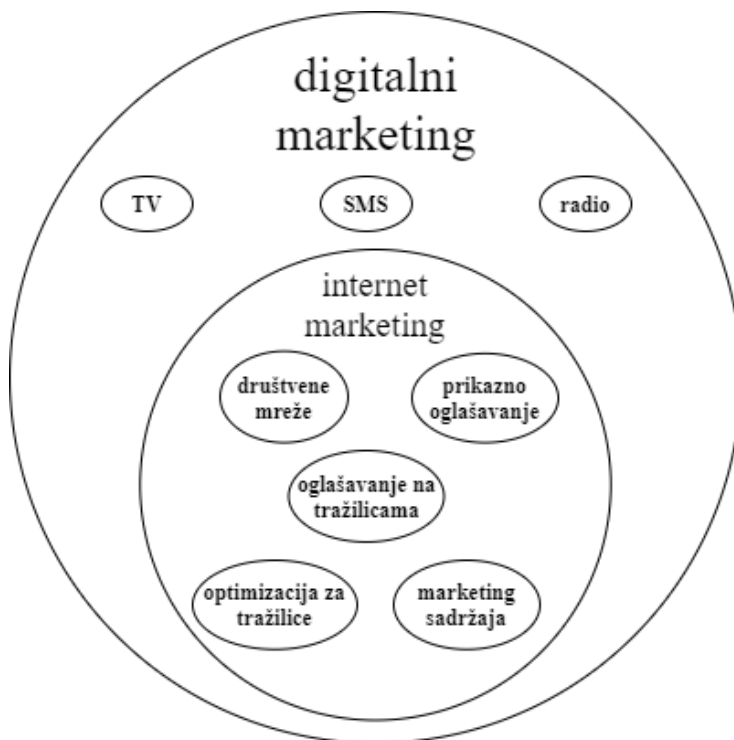 digitalni
marketing
TV
SMS
radio
internet
marketing
društvene
mreže
prikazno
oglašavanje
oglašavanje na
tražilicama
optimizacija za
tražilice
marketing
sadržaja